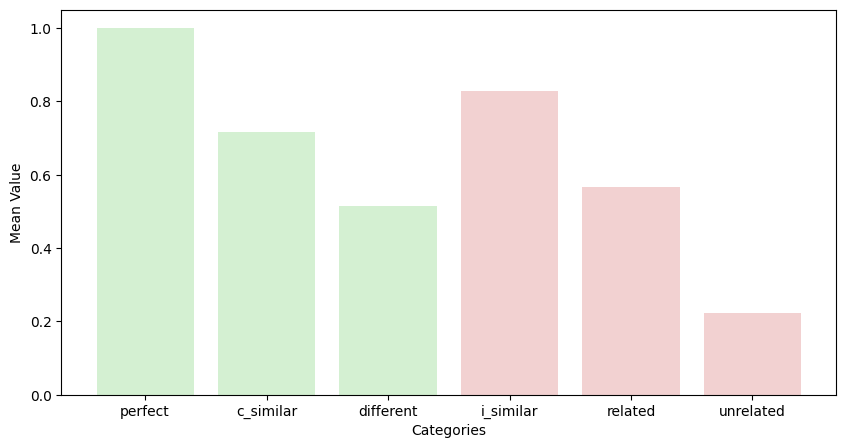 1.0
0.8
0.6
0.4
0.2
0.0
Mean Value
perfect c_similar different i_similar related unrelated
Categories